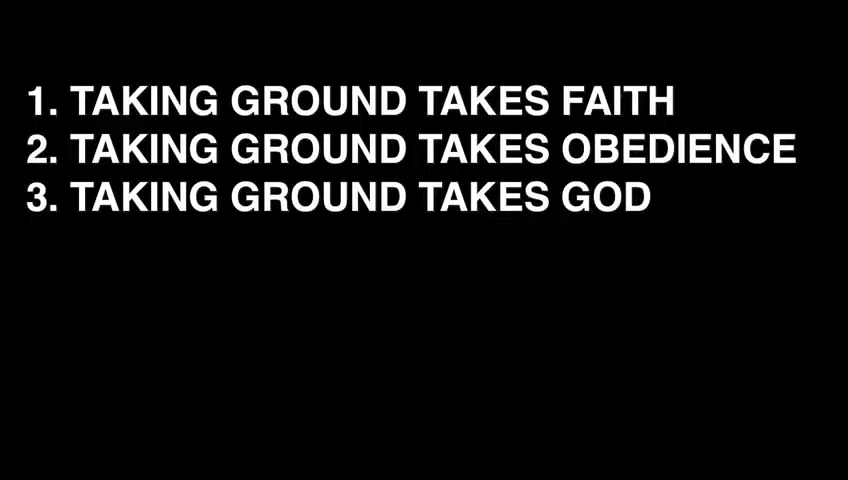 1. TAKING GROUND TAKES FAITH
2. TAKING GROUND TAKES OBEDIENCE
3. TAKING GROUND TAKES GOD